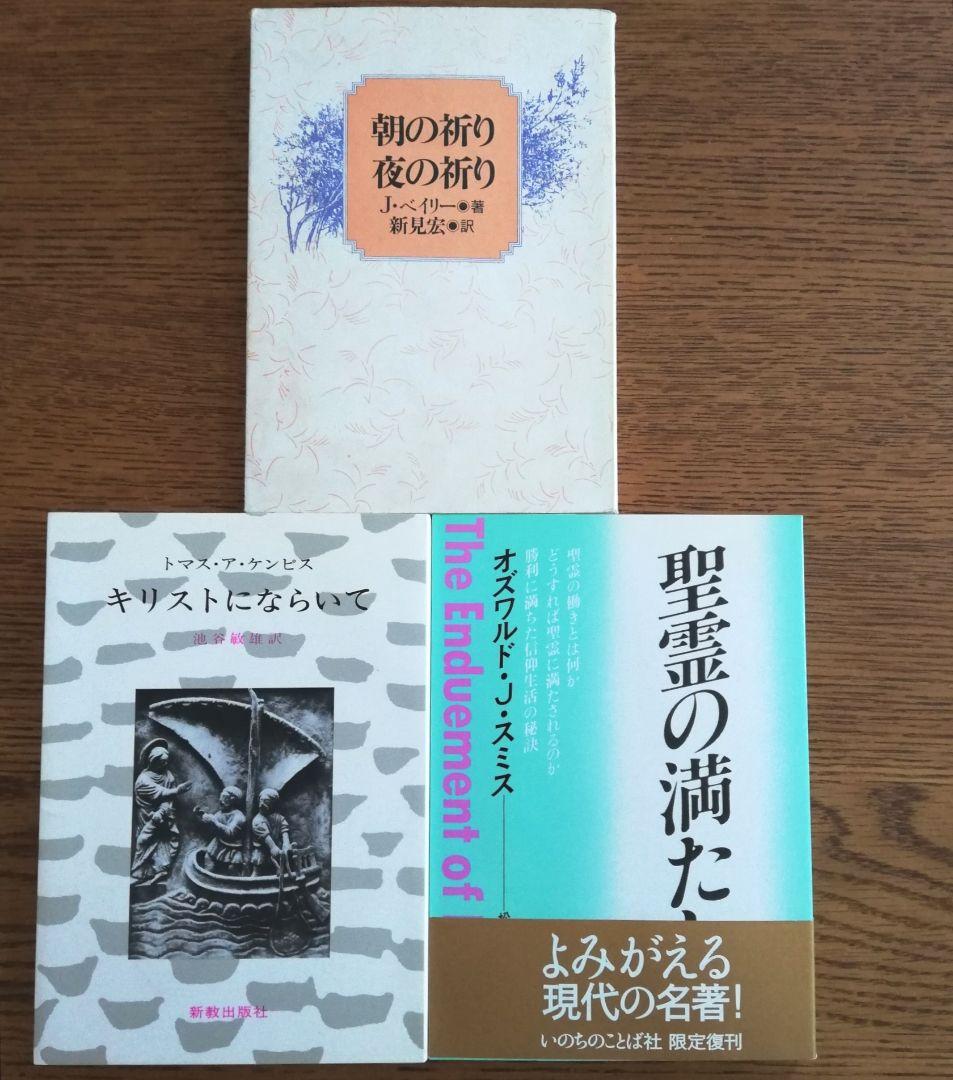 朝の祈り
夜の祈り
J・ベイリー◉著
新見宏◉訳
トマス・ア・ケンピス
キリストにならいて
池谷敏雄訳
新教出版社
聖霊の満た
聖霊の働きとは何か
どうすれば聖霊に満たされるのか
勝利に満ちた信仰生活の秘訣
オズワルド・J・スミス
The Enduement of
よみがえる
現代の名著!
いのちのことば社 限定復刊